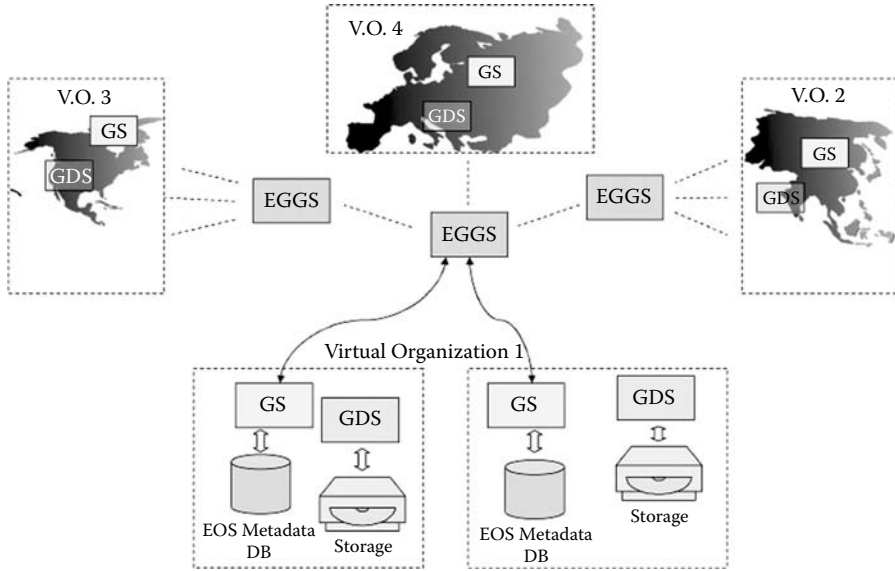 V.O. 4
GS
GDS
V.O. 3
GS
GDS
V.O. 2
GS
GDS
EGGS
EGGS
EGGS
Virtual Organization 1
GS
GDS
EOS Metadata
DB
Storage
GS
GDS
EOS Metadata
DB
Storage